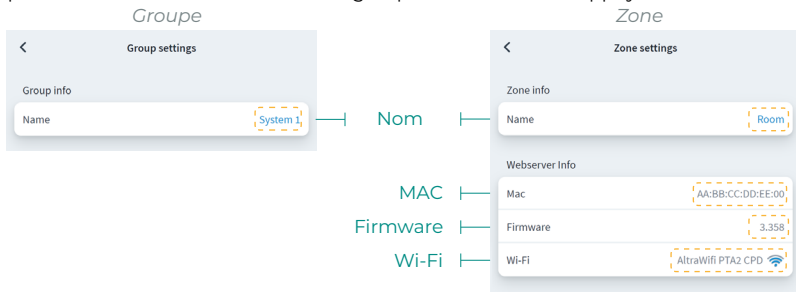 Groupe
Group settings
Group info
Name
System 1
Nom
MAC
Firmware
Wi-Fi
Zone
Zone settings
Zone info
Name
Room
Webserver Info
Mac
AA:BB:CC:DD:EE:00
Firmware
3.358
Wi-Fi
AltraWifi PTA2 CPD